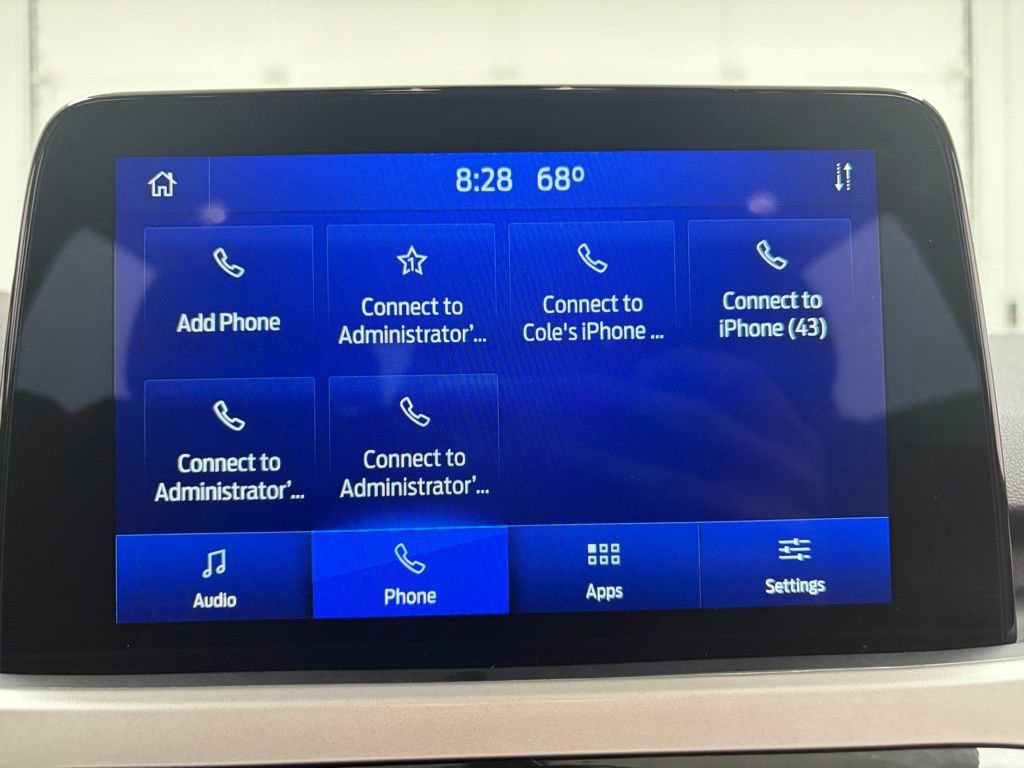 8:28 68°
Add Phone
1
Connect to
Administrator'...
Connect to
Cole's iPhone ...
Connect to
iPhone (43)
Connect to
Administrator'...
Connect to
Administrator'...
Audio
Phone
Apps
Settings